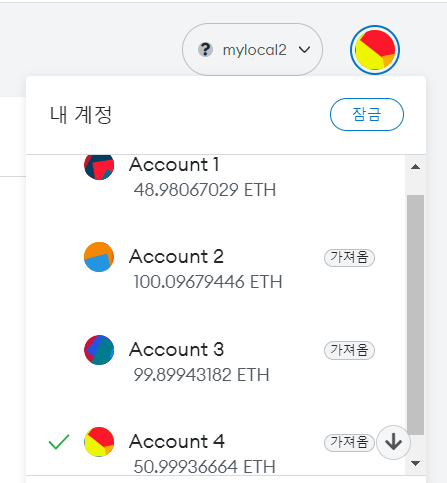 ? mylocal2
내 계정 잠금
Account 1
48.98067029 ETH
Account 2 가져옴
100.09679446 ETH
Account 3 가져옴
99.89943182 ETH
Account 4 가져옴
50.99936664 ETH